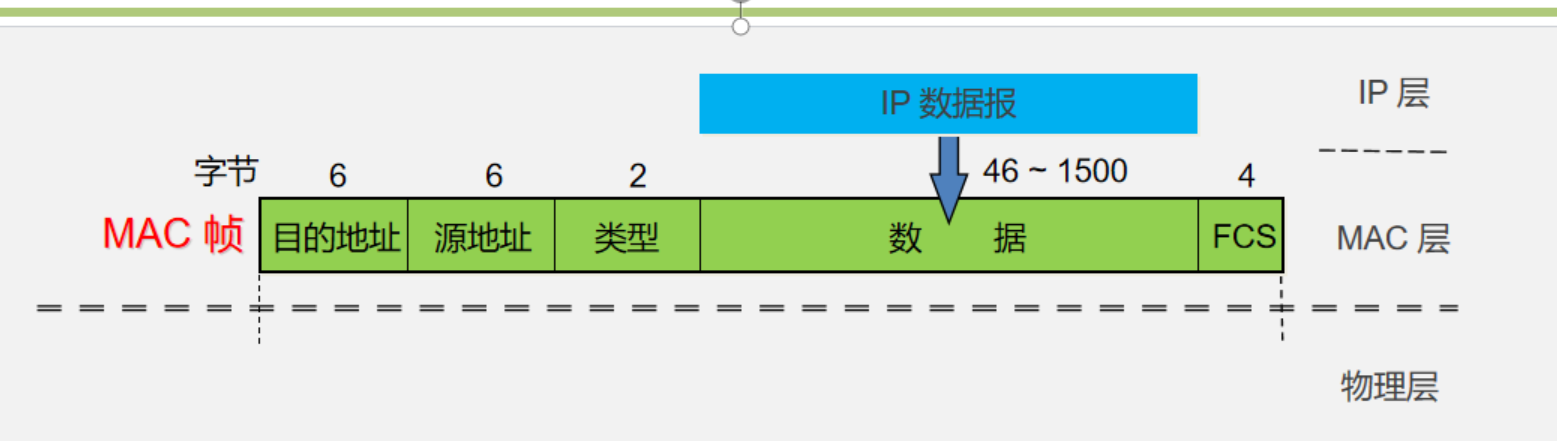 IP 数据报
IP 层
字节 6 6 2 46 ~ 1500 4
MAC 帧 目的地址 源地址 类型 数 据 FCS MAC 层
物理层